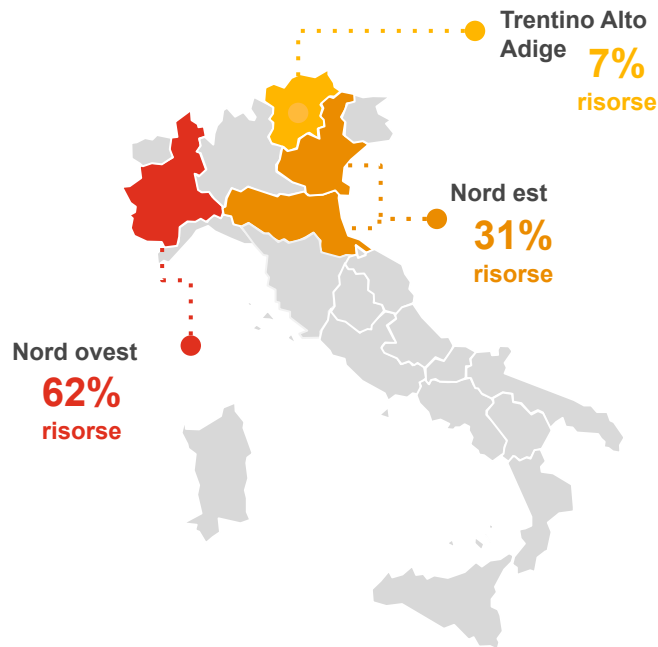 Trentino Alto
Adige
7%
risorse
Nord est
31%
risorse
Nord ovest
62%
risorse